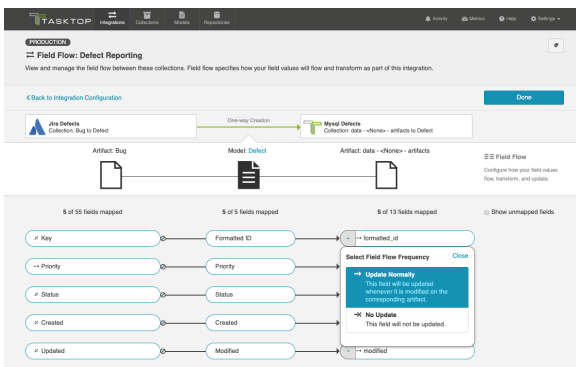 TASKTOP
Integrations
Collections
Models
Repositories
Activity
Metrics
Help
Settings
PRODUCTION
Field Flow: Defect Reporting
View and manage the field flow between these collections. Field flow specifies how your field values will flow and transform as part of this integration.
Back to Integration Configuration
Done
Jira Defects
Collection: Bug to Defect
One-way Creation
Mysql Defects
Collection: data - <None> - artifacts to Defect
Artifact: Bug
Model: Defect
Artifact: data - <None> - artifacts
Field Flow
Configure how your field values
flow, transform, and update.
5 of 55 fields mapped
5 of 5 fields mapped
5 of 13 fields mapped
Show unmapped fields
Key
Formatted ID
formatted_id
Priority
Priority
Status
Status
Created
Created
Updated
Modified
modified
Select Field Flow Frequency
Close
Update Normally
This field will be updated
whenever it is modified on the
corresponding artifact.
No Update
This field will not be updated.